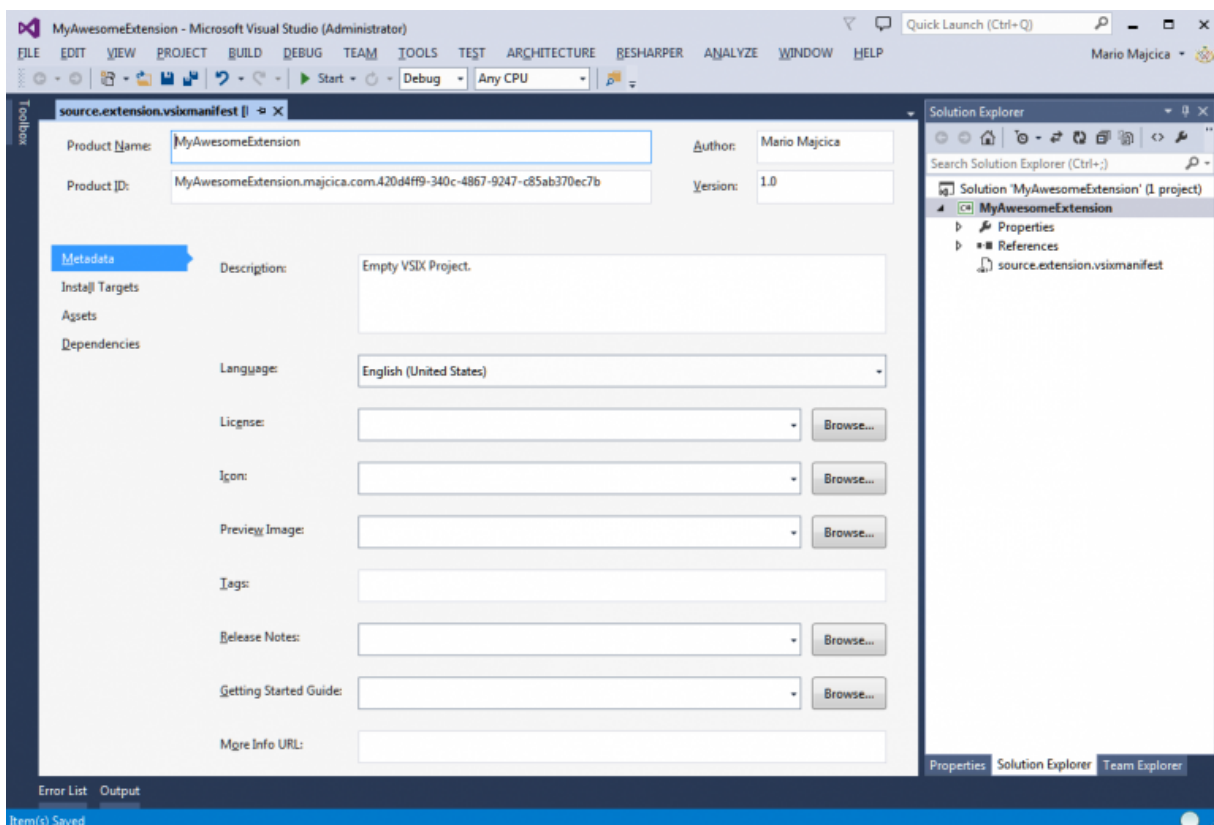 MyAwesomeExtension - Microsoft Visual Studio (Administrator)
Quick Launch (Ctrl+Q)
FILE EDIT VIEW PROJECT BUILD DEBUG TEAM TOOLS TEST ARCHITECTURE RESHARPER ANALYZE WINDOW HELP
Mario Majcica
Start Debug Any CPU
Toolbox
source.extension.vsixmanifest
Product Name: MyAwesomeExtension
Author: Mario Majcica
Product ID: MyAwesomeExtension.majcica.com.420d4ff9-340c-4867-9247-c85ab370ec7b
Version: 1.0
Metadata
Install Targets
Assets
Dependencies
Description: Empty VSIX Project.
Language: English (United States)
License: Browse...
Icon: Browse...
Preview Image: Browse...
Tags:
Release Notes: Browse...
Getting Started Guide: Browse...
More Info URL:
Solution Explorer
Search Solution Explorer (Ctrl+;)
Solution 'MyAwesomeExtension' (1 project)
C# MyAwesomeExtension
Properties
References
source.extension.vsixmanifest
Properties Solution Explorer Team Explorer
Error List Output
Item(s) Saved